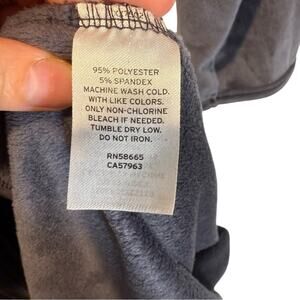 95% POLYESTER
5% SPANDEX
MACHINE WASH COLD.
WITH LIKE COLORS.
ONLY NON-CHLORINE
BLEACH IF NEEDED.
TUMBLE DRY LOW.
DO NOT IRON.
RN58665
CA57963